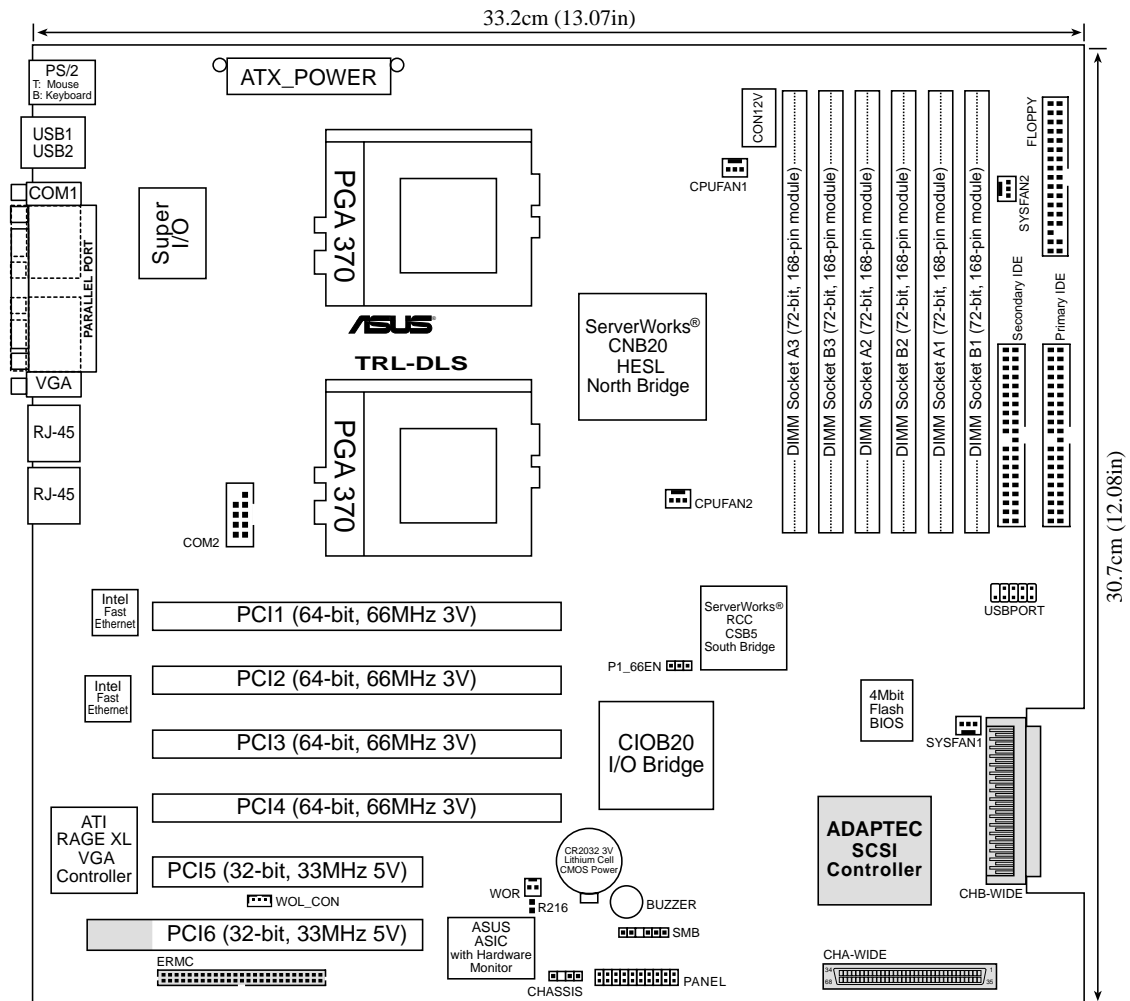 33.2cm (13.07in)
PS/2
T: Mouse
B: Keyboard
USB1
USB2
COM1
PARALLEL PORT
VGA
RJ-45
RJ-45
ATX_POWER
Super
I/O
PGA 370
ASUS®
TRL-DLS
PGA 370
COM2
CPUFAN1
CON12V
ServerWorks®
CNB20
HESL
North Bridge
CPUFAN2
DIMM Socket A3 (72-bit, 168-pin module)
DIMM Socket B3 (72-bit, 168-pin module)
DIMM Socket A2 (72-bit, 168-pin module)
DIMM Socket B2 (72-bit, 168-pin module)
DIMM Socket A1 (72-bit, 168-pin module)
DIMM Socket B1 (72-bit, 168-pin module)
SYSFAN2
FLOPPY
Secondary IDE
Primary IDE
30.7cm (12.08in)
Intel
Fast
Ethernet
Intel
Fast
Ethernet
PCI1 (64-bit, 66MHz 3V)
PCI2 (64-bit, 66MHz 3V)
PCI3 (64-bit, 66MHz 3V)
PCI4 (64-bit, 66MHz 3V)
PCI5 (32-bit, 33MHz 5V)
WOL_CON
PCI6 (32-bit, 33MHz 5V)
ERMC
ATI
RAGE XL
VGA
Controller
ServerWorks®
RCC
CSB5
South Bridge
P1_66EN
USBPORT
CIOB20
I/O Bridge
4Mbit
Flash
BIOS
SYSFAN1
ADAPTEC
SCSI
Controller
CHB-WIDE
CR2032 3V
Lithium Cell
CMOS Power
WOR
R216
BUZZER
ASUS
ASIC
with Hardware
Monitor
SMB
CHASSIS
PANEL
CHA-WIDE
34
1
68
35